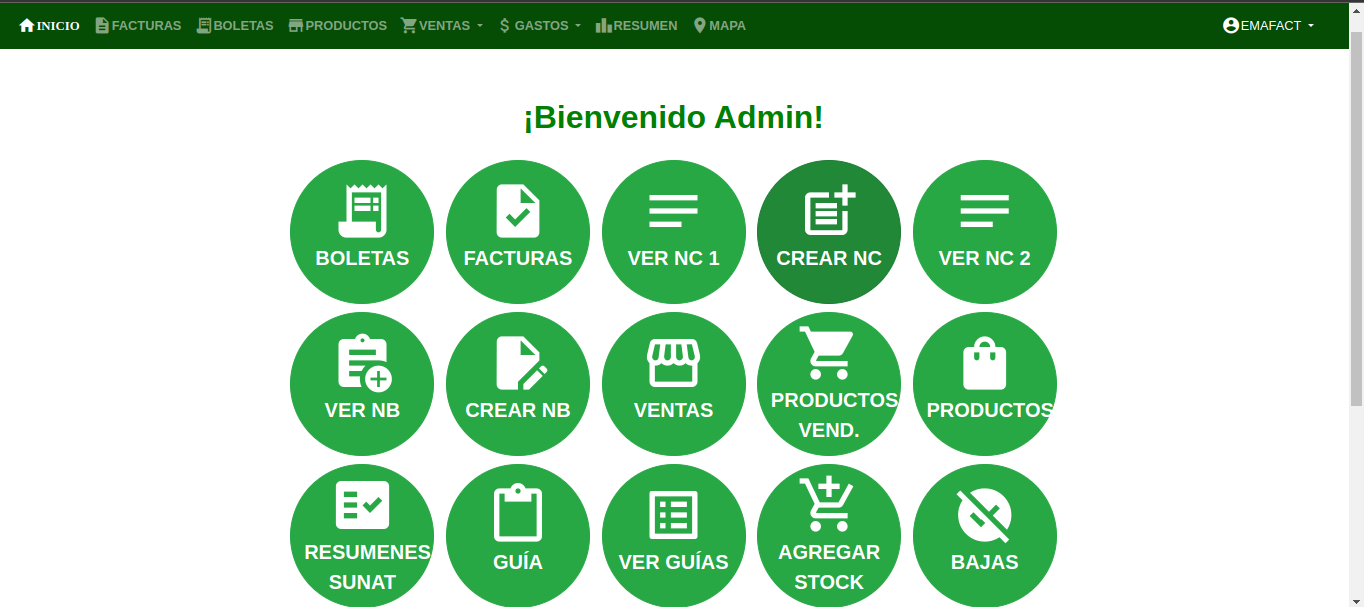 INICIO FACTURAS BOLETAS PRODUCTOS VENTAS GASTOS RESUMEN MAPA EMAFACT
¡Bienvenido Admin!
BOLETAS FACTURAS VER NC 1 CREAR NC VER NC 2
VER NB CREAR NB VENTAS PRODUCTOS VEND. PRODUCTOS
RESUMENES SUNAT GUÍA VER GUÍAS AGREGAR STOCK BAJAS